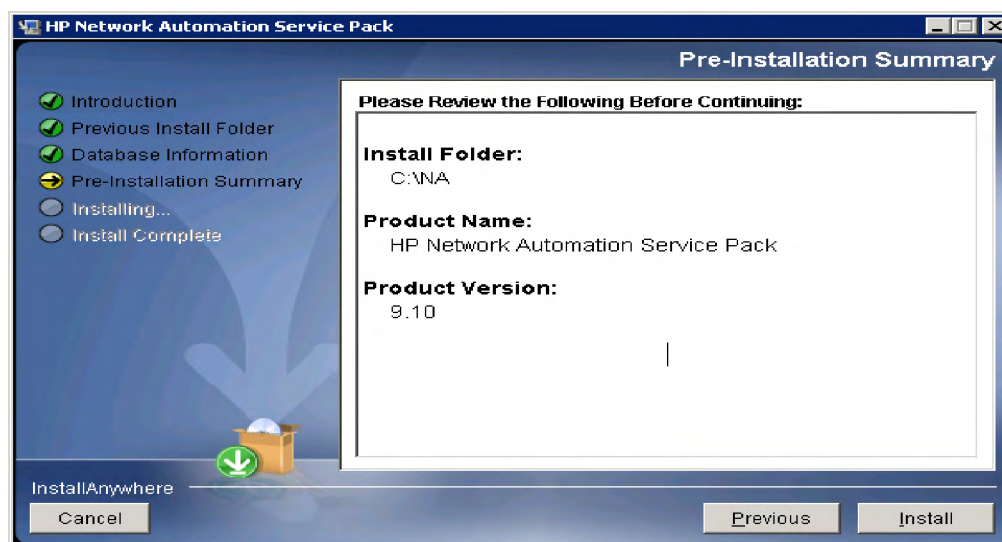 HP Network Automation Service Pack
Pre-Installation Summary
Introduction
Previous Install Folder
Database Information
Pre-Installation Summary
Installing...
Install Complete
Please Review the Following Before Continuing:
Install Folder:
C:\NA
Product Name:
HP Network Automation Service Pack
Product Version:
9.10
InstallAnywhere
Cancel
Previous
Install